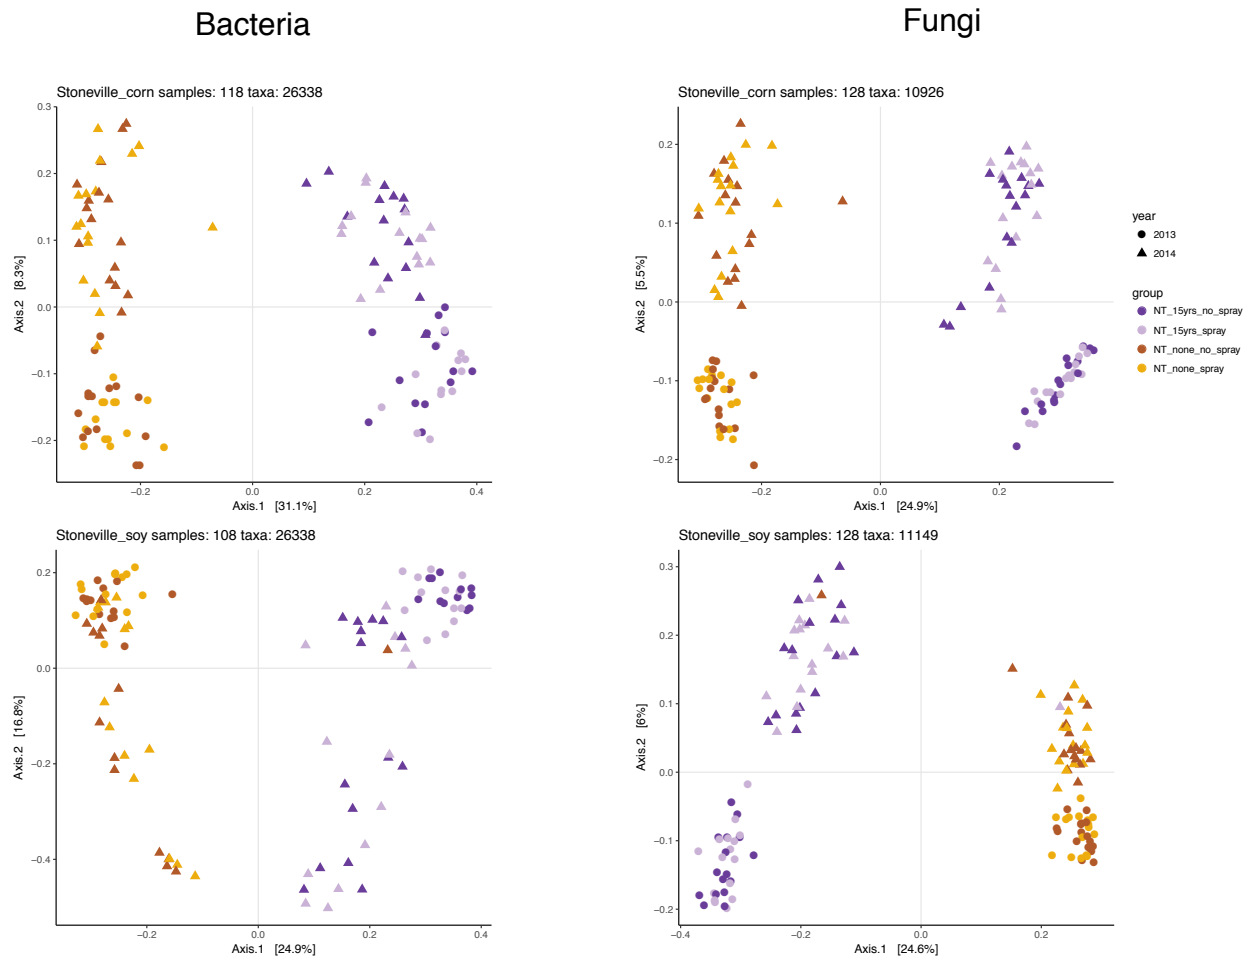 Bacteria
Fungi
Stoneville_corn samples: 118 taxa: 26338
0.3
0.2
0.1
0.0
−0.1
−0.2
Axis.2 [8.3%]
−0.2
0.0
0.2
0.4
Axis.1 [31.1%]
Stoneville_corn samples: 128 taxa: 10926
0.2
0.1
0.0
−0.1
−0.2
Axis.2 [5.5%]
−0.2
0.0
0.2
Axis.1 [24.9%]
year
2013
2014
group
NT_15yrs_no_spray
NT_15yrs_spray
NT_none_no_spray
NT_none_spray
Stoneville_soy samples: 108 taxa: 26338
0.2
0.0
−0.2
−0.4
Axis.2 [16.8%]
−0.2
0.0
0.2
0.4
Axis.1 [24.9%]
Stoneville_soy samples: 128 taxa: 11149
0.3
0.2
0.1
0.0
−0.1
−0.2
Axis.2 [6%]
−0.4
−0.2
0.0
0.2
Axis.1 [24.6%]